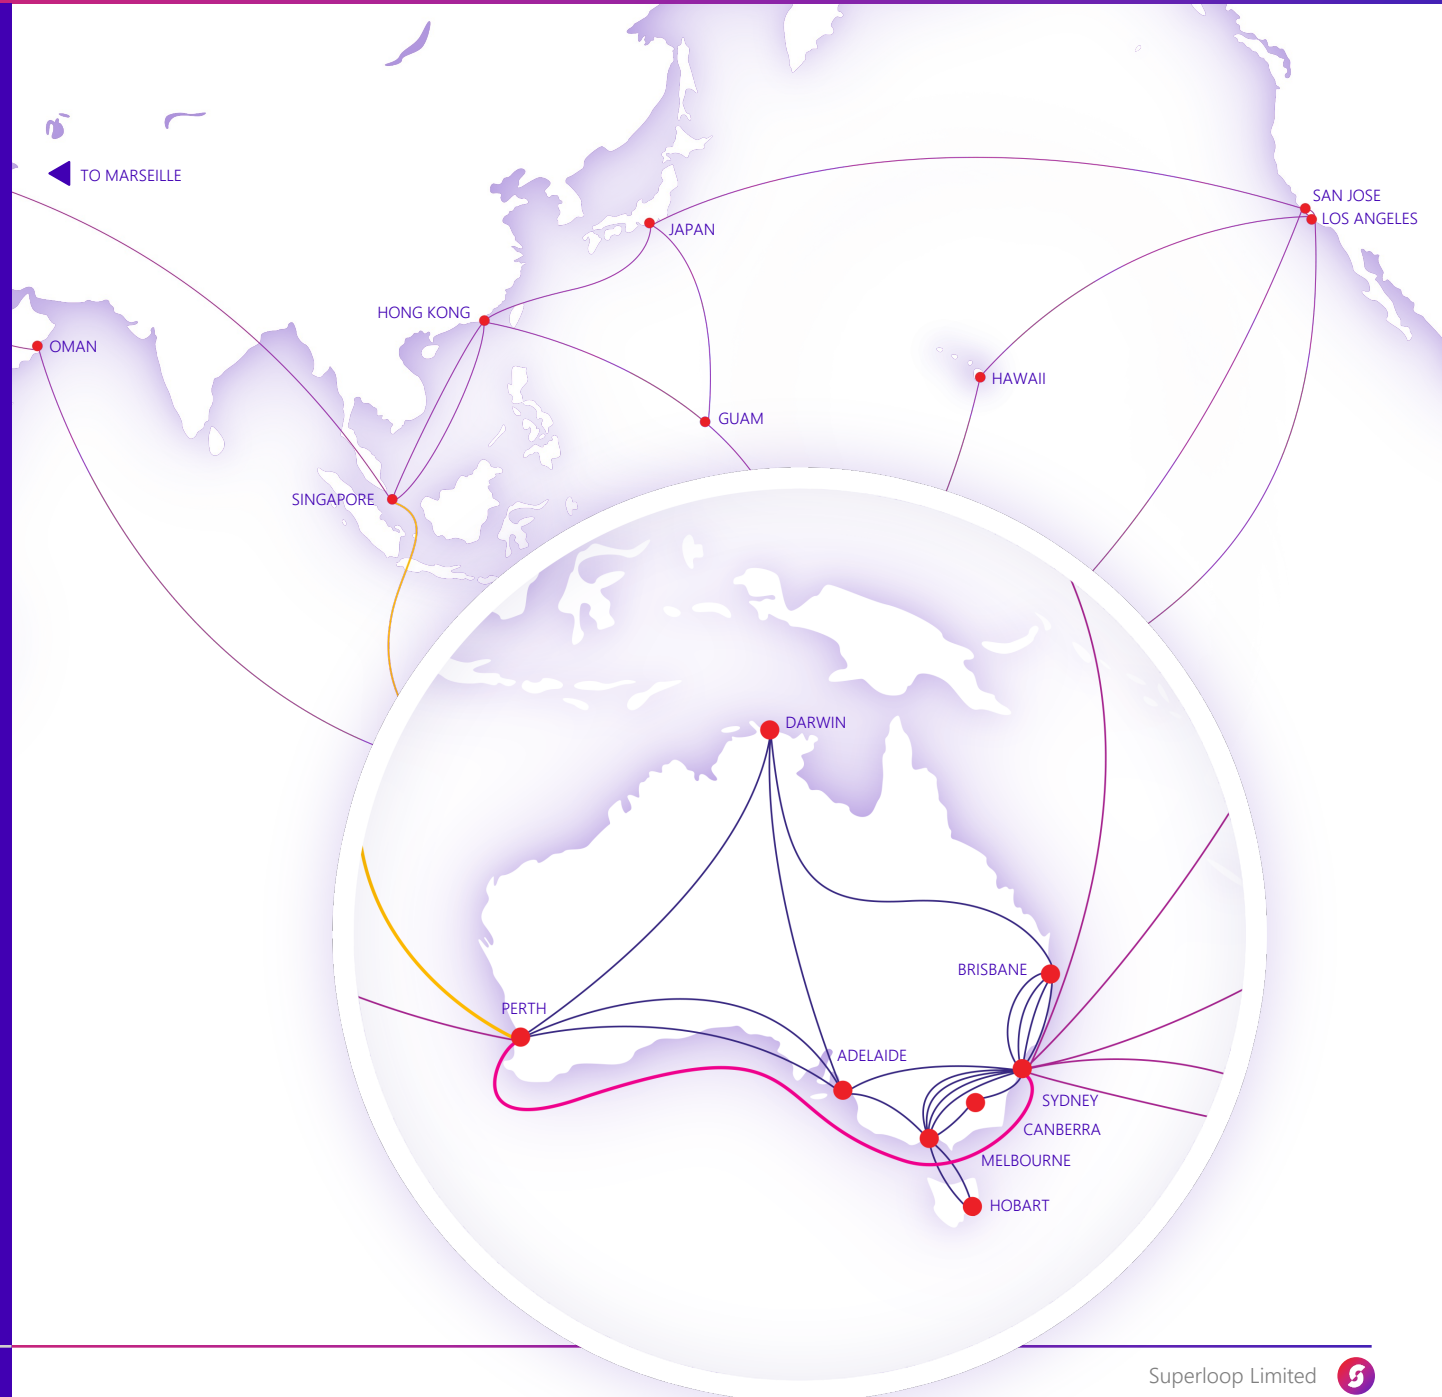 TO MARSEILLE
SAN JOSE
LOS ANGELES
JAPAN
HONG KONG
OMAN
HAWAII
GUAM
SINGAPORE
DARWIN
BRISBANE
PERTH
ADELAIDE
SYDNEY
CANBERRA
MELBOURNE
HOBART
Superloop Limited